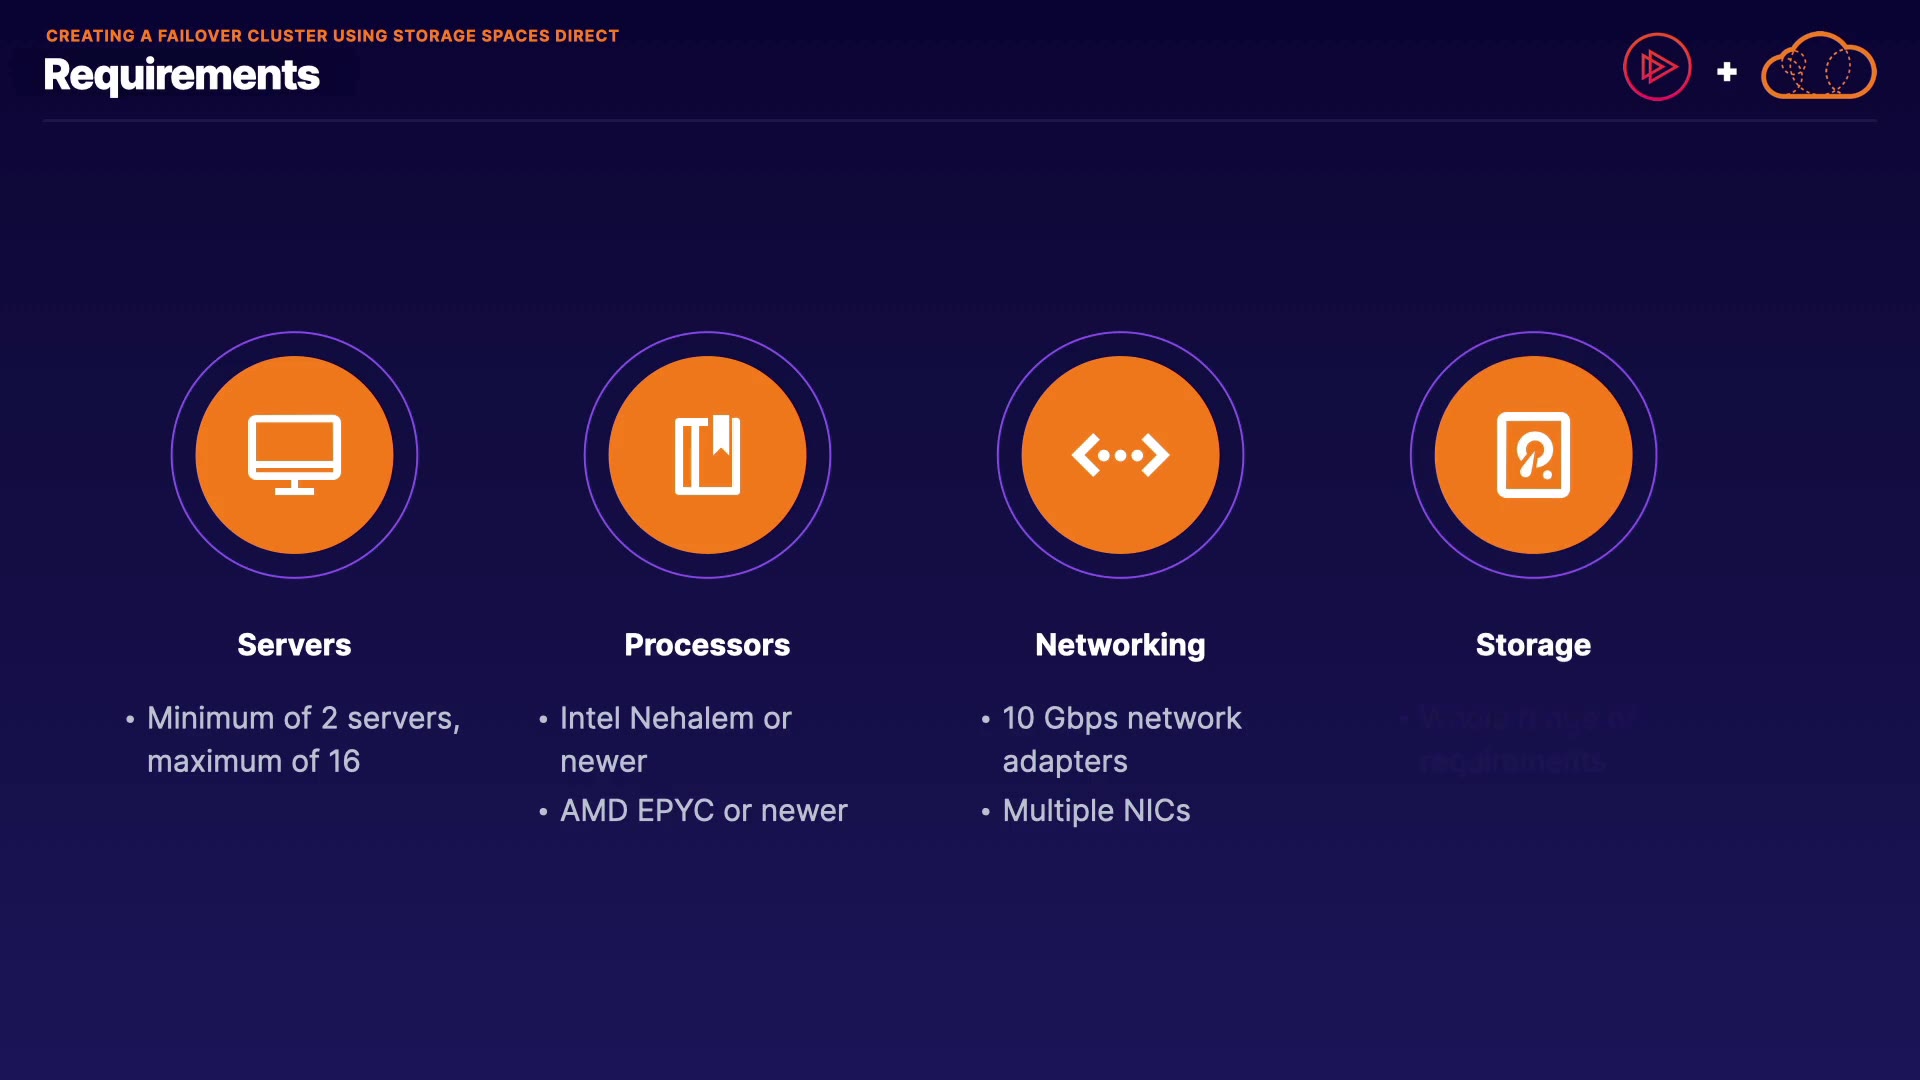 CREATING A FAILOVER CLUSTER USING STORAGE SPACES DIRECT
Requirements
Servers
• Minimum of 2 servers,
maximum of 16
Processors
• Intel Nehalem or
newer
• AMD EPYC or newer
Networking
• 10 Gbps network
adapters
• Multiple NICs
Storage
requirements